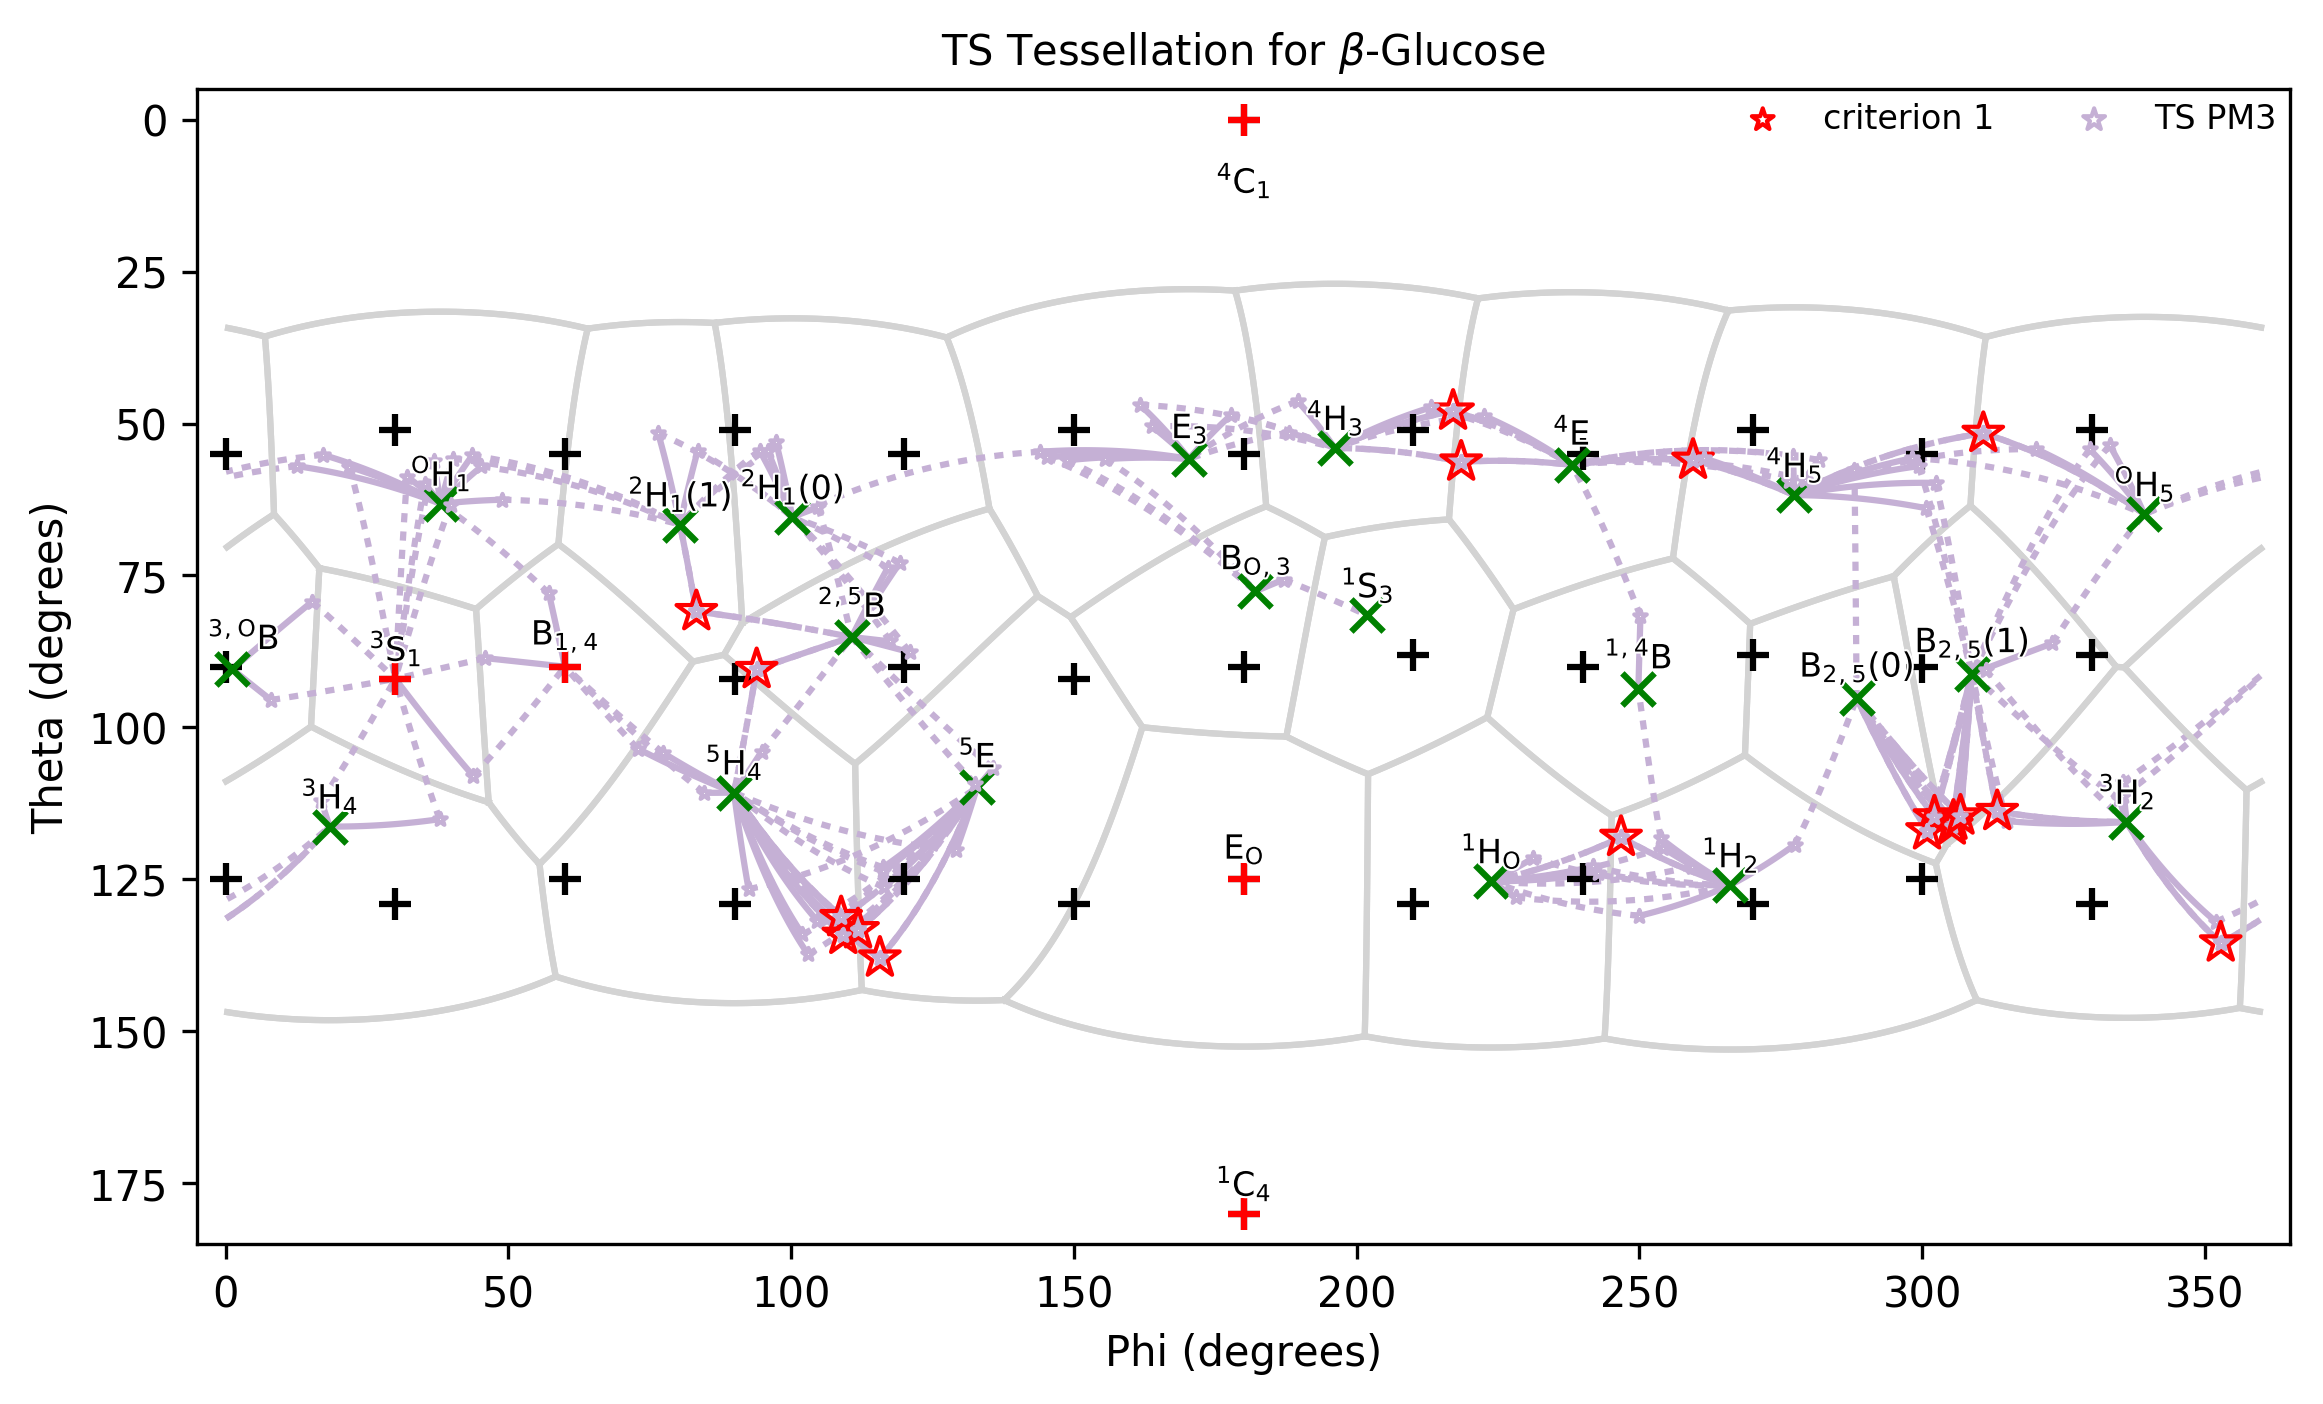 TS Tessellation for β-Glucose
criterion 1
TS PM3
0
25
50
75
100
125
150
175
Theta (degrees)
⁴C₁
E₃
⁴H₃
⁴E
⁴H₅
ᴼH₅
ᴼH₁
²H₁(1)
²H₁(0)
B_O,3
¹S₃
²,⁵B
³,ᴼB
³S₁
B₁,₄
¹,⁴B
B₂,₅(0)
B₂,₅(1)
⁵H₄
⁵E
³H₄
³H₂
E_O
¹H_O
¹H₂
¹C₄
0
50
100
150
200
250
300
350
Phi (degrees)